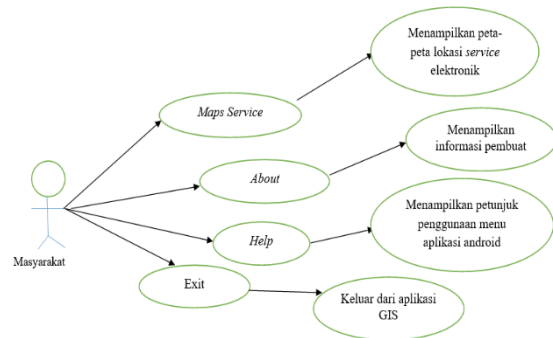 Menampilkan peta-
peta lokasi service
elektronik
Maps Service
Menampilkan
informasi pembuat
About
Menampilkan petunjuk
penggunaan menu
aplikasi android
Help
Masyarakat
Exit
Keluar dari aplikasi
GIS